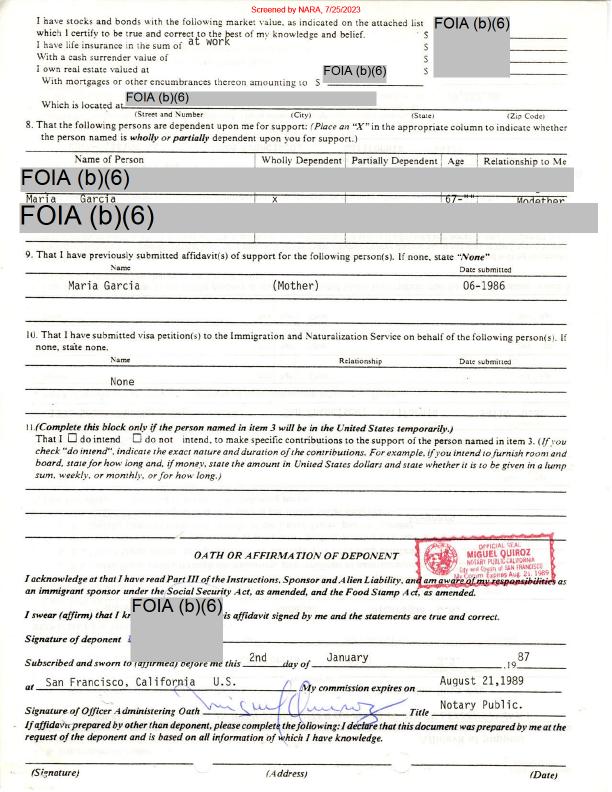 Screened by NARA, 7/25/2023
I have stocks and bonds with the following market value, as indicated on the attached list
which I certify to be true and correct to the best of my knowledge and belief. $ FOIA (b)(6)
I have life insurance in the sum of at work $
With a cash surrender value of $
I own real estate valued at $
With mortgages or other encumbrances thereon amounting to $ FOIA (b)(6)
Which is located at FOIA (b)(6)
(Street and Number) (City) (State) (Zip Code)
8. That the following persons are dependent upon me for support: (Place an "X" in the appropriate column to indicate whether
the person named is wholly or partially dependent upon you for support.)
Name of Person Wholly Dependent Partially Dependent Age Relationship to Me
FOIA (b)(6)
Maria Garcia x 67-"" Modether
FOIA (b)(6)
9. That I have previously submitted affidavit(s) of support for the following person(s). If none, state "None"
Name Date submitted
Maria Garcia (Mother) 06-1986
10. That I have submitted visa petition(s) to the Immigration and Naturalization Service on behalf of the following person(s). If
none, state none.
Name Relationship Date submitted
None
11.(Complete this block only if the person named in item 3 will be in the United States temporarily.)
That I ☐ do intend ☐ do not intend, to make specific contributions to the support of the person named in item 3. (If you
check "do intend", indicate the exact nature and duration of the contributions. For example, if you intend to furnish room and
board, state for how long and, if money, state the amount in United States dollars and state whether it is to be given in a lump
sum, weekly, or monthly, or for how long.)
OFFICIAL SEAL
MIGUEL QUIROZ
NOTARY PUBLIC CALIFORNIA
City and County of SAN FRANCISCO
My Comm Expires Aug. 21, 1989
OATH OR AFFIRMATION OF DEPONENT
I acknowledge at that I have read Part III of the Instructions, Sponsor and Alien Liability, and am aware of my responsibilities as
an immigrant sponsor under the Social Security Act, as amended, and the Food Stamp Act, as amended.
I swear (affirm) that I kn FOIA (b)(6) is affidavit signed by me and the statements are true and correct.
Signature of deponent
Subscribed and sworn to (affirmed) before me this 2nd day of January ,19 87
at San Francisco, California U.S. My commission expires on August 21,1989
Signature of Officer Administering Oath Miguel Quiroz Title Notary Public.
If affidavit prepared by other than deponent, please complete the following: I declare that this document was prepared by me at the
request of the deponent and is based on all information of which I have knowledge.
(Signature) (Address) (Date)